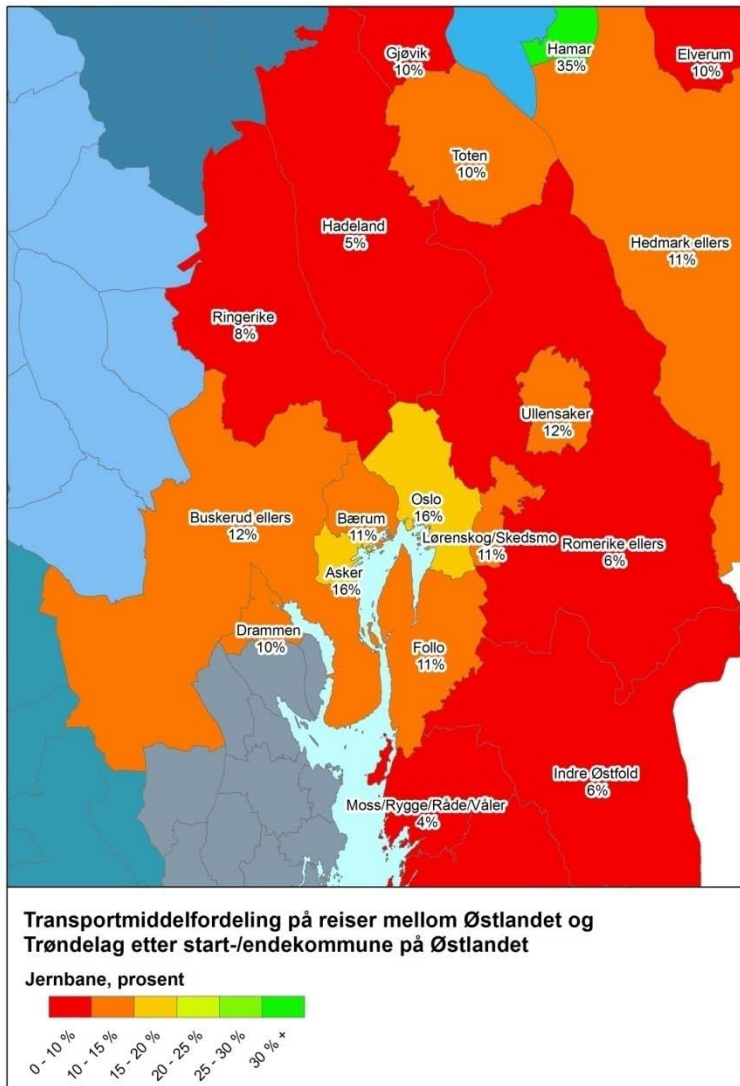 Gjøvik
10%
Hamar
35%
Elverum
10%
Toten
10%
Hadeland
5%
Hedmark ellers
11%
Ringerike
8%
Ullensaker
12%
Buskerud ellers
12%
Bærum
11%
Oslo
16%
Lørenskog/Skedsmo
11%
Romerike ellers
6%
Asker
16%
Drammen
10%
Follo
11%
Indre Østfold
6%
Moss/Rygge/Råde/Våler
4%
Transportmiddelfordeling på reiser mellom Østlandet og
Trøndelag etter start-/endekommune på Østlandet
Jernbane, prosent
0 - 10 %
10 - 15 %
15 - 20 %
20 - 25 %
25 - 30 %
30 % +